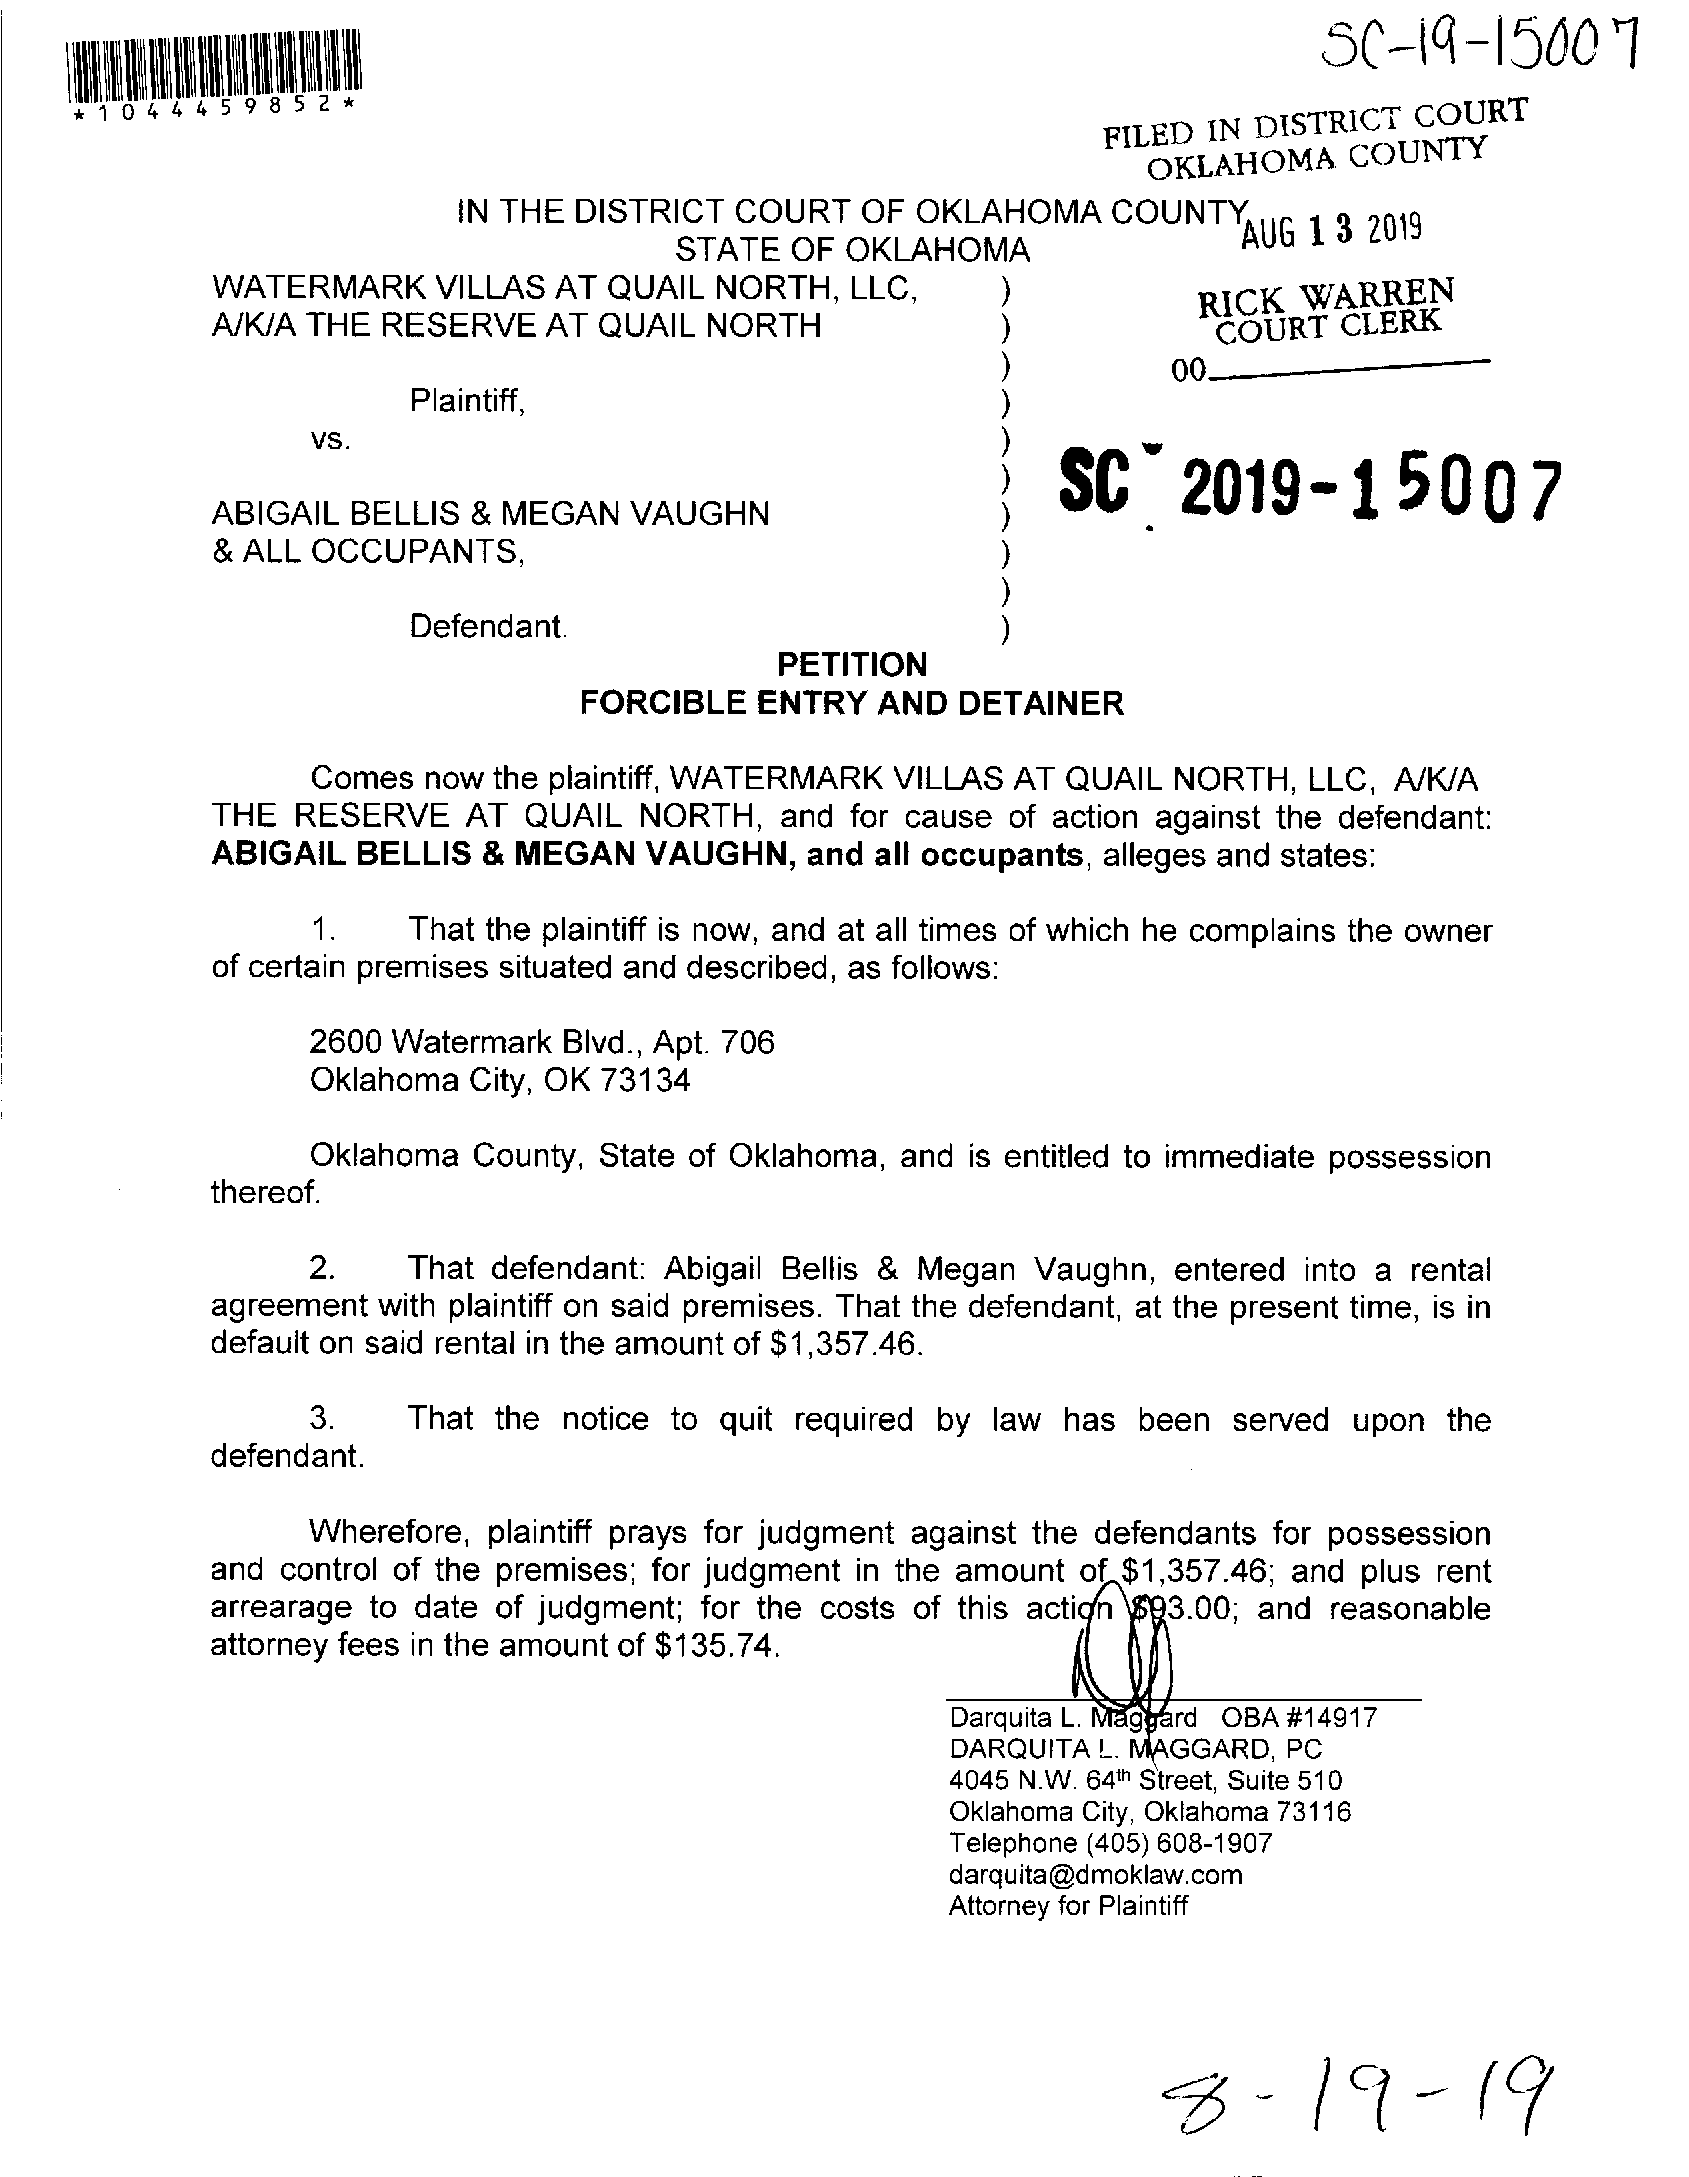 SC-19-15007
*1044459852*
FILED IN DISTRICT COURT
OKLAHOMA COUNTY
IN THE DISTRICT COURT OF OKLAHOMA COUNTY
AUG 13 2019
STATE OF OKLAHOMA
WATERMARK VILLAS AT QUAIL NORTH, LLC, )
RICK WARREN
A/K/A THE RESERVE AT QUAIL NORTH )
COURT CLERK
)
00
Plaintiff, )
vs. )
)
SC 2019-15007
ABIGAIL BELLIS & MEGAN VAUGHN )
& ALL OCCUPANTS, )
)
Defendant. )
PETITION
FORCIBLE ENTRY AND DETAINER
Comes now the plaintiff, WATERMARK VILLAS AT QUAIL NORTH, LLC, A/K/A
THE RESERVE AT QUAIL NORTH, and for cause of action against the defendant:
ABIGAIL BELLIS & MEGAN VAUGHN, and all occupants, alleges and states:
1. That the plaintiff is now, and at all times of which he complains the owner
of certain premises situated and described, as follows:
2600 Watermark Blvd., Apt. 706
Oklahoma City, OK 73134
Oklahoma County, State of Oklahoma, and is entitled to immediate possession
thereof.
2. That defendant: Abigail Bellis & Megan Vaughn, entered into a rental
agreement with plaintiff on said premises. That the defendant, at the present time, is in
default on said rental in the amount of $1,357.46.
3. That the notice to quit required by law has been served upon the
defendant.
Wherefore, plaintiff prays for judgment against the defendants for possession
and control of the premises; for judgment in the amount of $1,357.46; and plus rent
arrearage to date of judgment; for the costs of this action $93.00; and reasonable
attorney fees in the amount of $135.74.
Darquita L. Maggard OBA #14917
DARQUITA L. MAGGARD, PC
4045 N.W. 64th Street, Suite 510
Oklahoma City, Oklahoma 73116
Telephone (405) 608-1907
darquita@dmoklaw.com
Attorney for Plaintiff
8-19-19